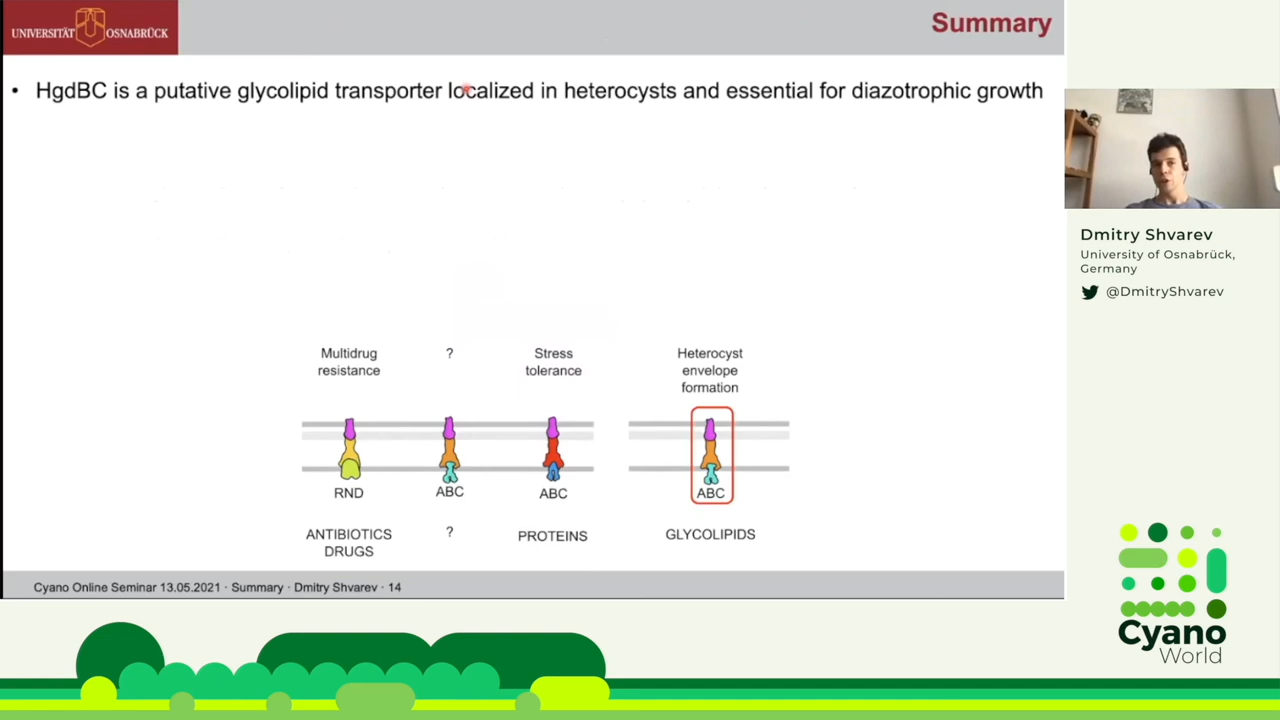 UNIVERSITÄT OSNABRÜCK
Summary
• HgdBC is a putative glycolipid transporter localized in heterocysts and essential for diazotrophic growth
Multidrug resistance
?
Stress tolerance
Heterocyst envelope formation
RND
ABC
ABC
ABC
ANTIBIOTICS DRUGS
?
PROTEINS
GLYCOLIPIDS
Cyano Online Seminar 13.05.2021 · Summary · Dmitry Shvarev · 14
Dmitry Shvarev
University of Osnabrück,
Germany
@DmitryShvarev
Cyano
World